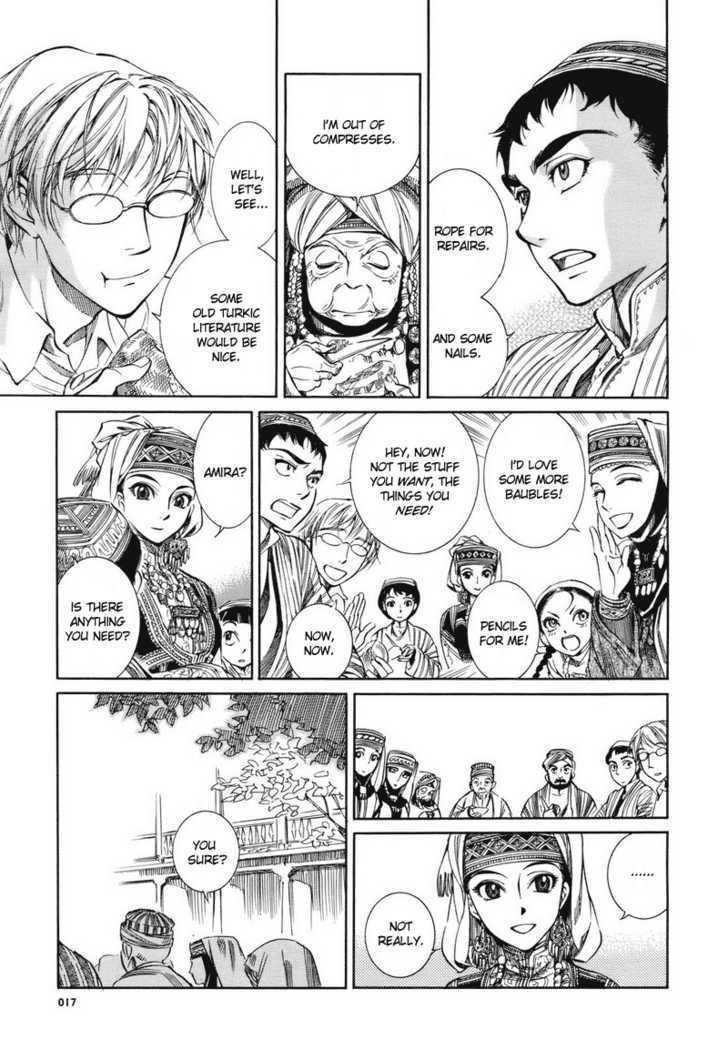 ROPE FOR
REPAIRS.
AND SOME
NAILS.
I'M OUT OF
COMPRESSES.
WELL,
LET'S
SEE...
SOME
OLD TURKIC
LITERATURE
WOULD BE
NICE.
I'D LOVE
SOME MORE
BAUBLES!
PENCILS
FOR ME!
HEY, NOW!
NOT THE STUFF
YOU WANT, THE
THINGS YOU
NEED!
NOW,
NOW.
AMIRA?
IS THERE
ANYTHING
YOU NEED?
......
NOT
REALLY.
YOU
SURE?
017